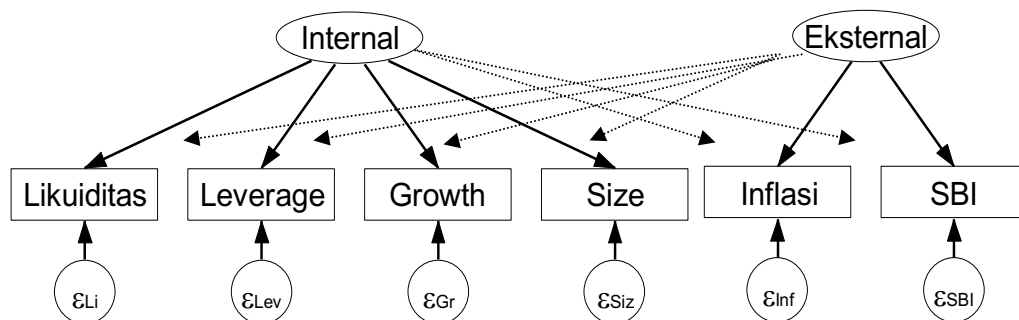 Internal Eksternal
Likuiditas Leverage Growth Size Inflasi SBI
εLi εLev εGr εSiz εInf εSBI